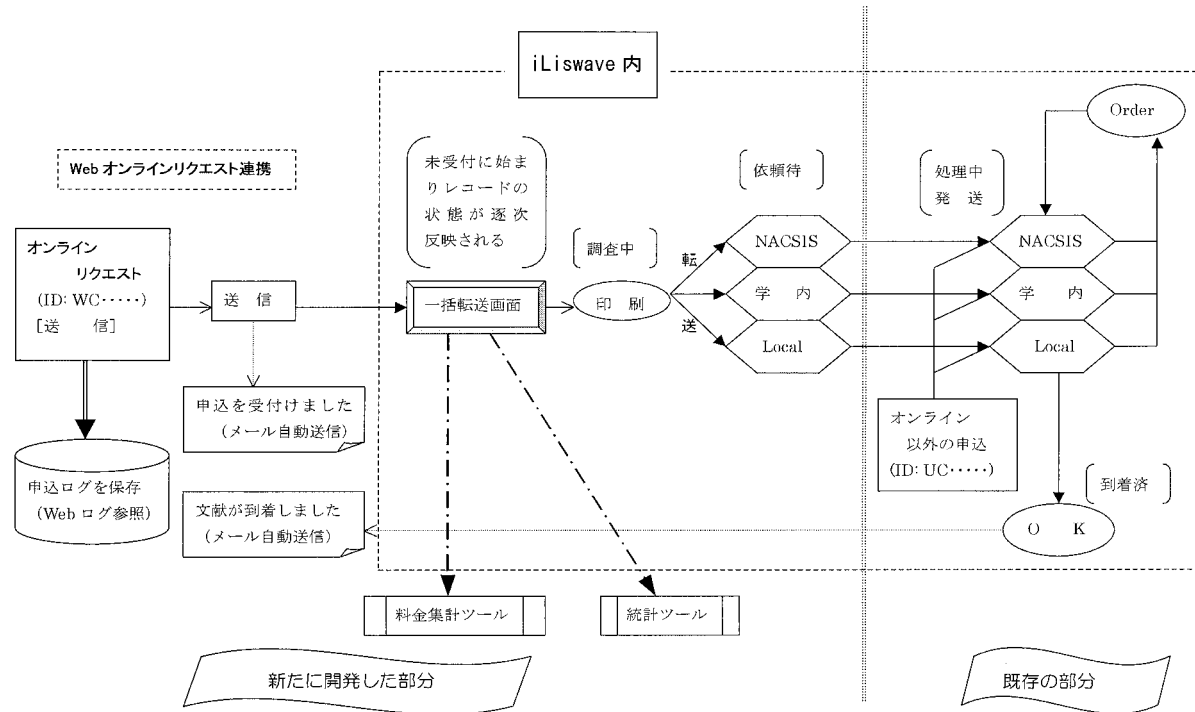 iLiswave 内
Order
Web オンラインリクエスト連携
未受付に始ま
りレコードの
状態が逐次
反映される
依頼待
処理中
発送
オンライン
リクエスト
(ID: WC‥‥‥)
[送 信]
送 信
一括転送画面
調査中
印 刷
転
送
NACSIS
学 内
Local
NACSIS
学 内
Local
申込を受付けました
(メール自動送信)
オンライン
以外の申込
(ID: UC‥‥‥)
申込ログを保存
(Web ログ参照)
文献が到着しました
(メール自動送信)
到着済
O K
料金集計ツール
統計ツール
新たに開発した部分
既存の部分